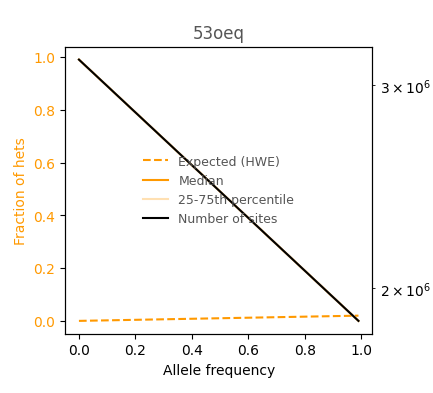 53oeq
1.0
0.8
0.6
0.4
0.2
0.0
Fraction of hets
3 × 10⁶
2 × 10⁶
Expected (HWE)
Median
25-75th percentile
Number of sites
0.0 0.2 0.4 0.6 0.8 1.0
Allele frequency